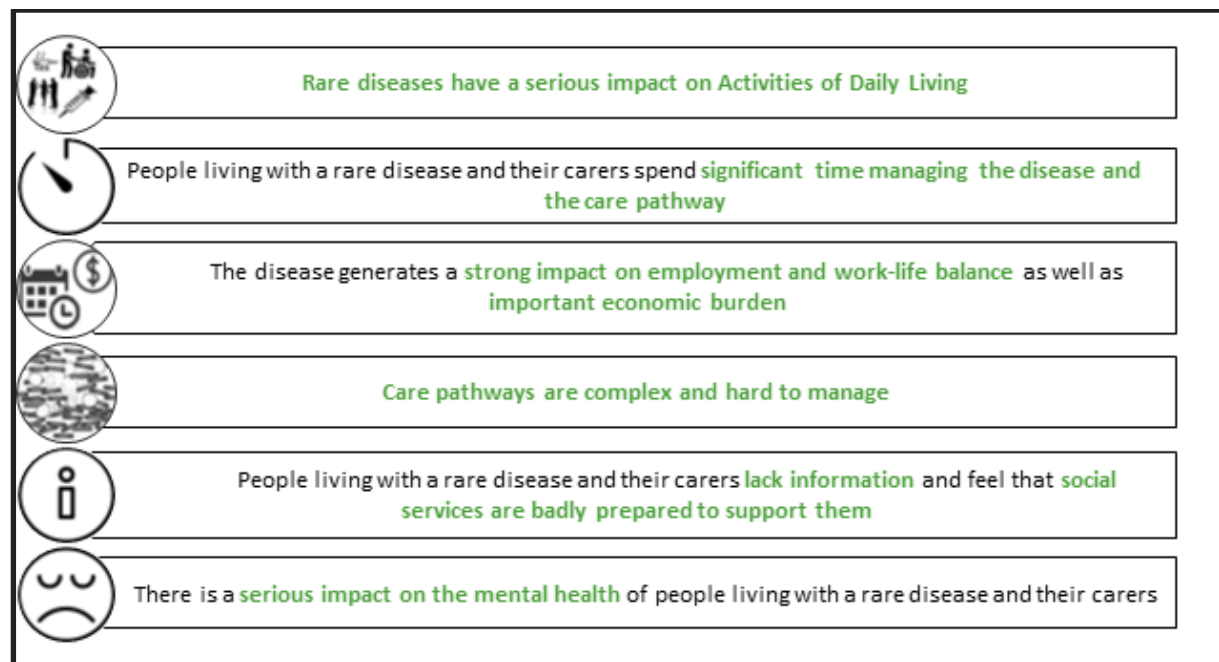 Rare diseases have a serious impact on Activities of Daily Living
People living with a rare disease and their carers spend significant time managing the disease and
the care pathway
The disease generates a strong impact on employment and work-life balance as well as
important economic burden
Care pathways are complex and hard to manage
People living with a rare disease and their carers lack information and feel that social
services are badly prepared to support them
There is a serious impact on the mental health of people living with a rare disease and their carers